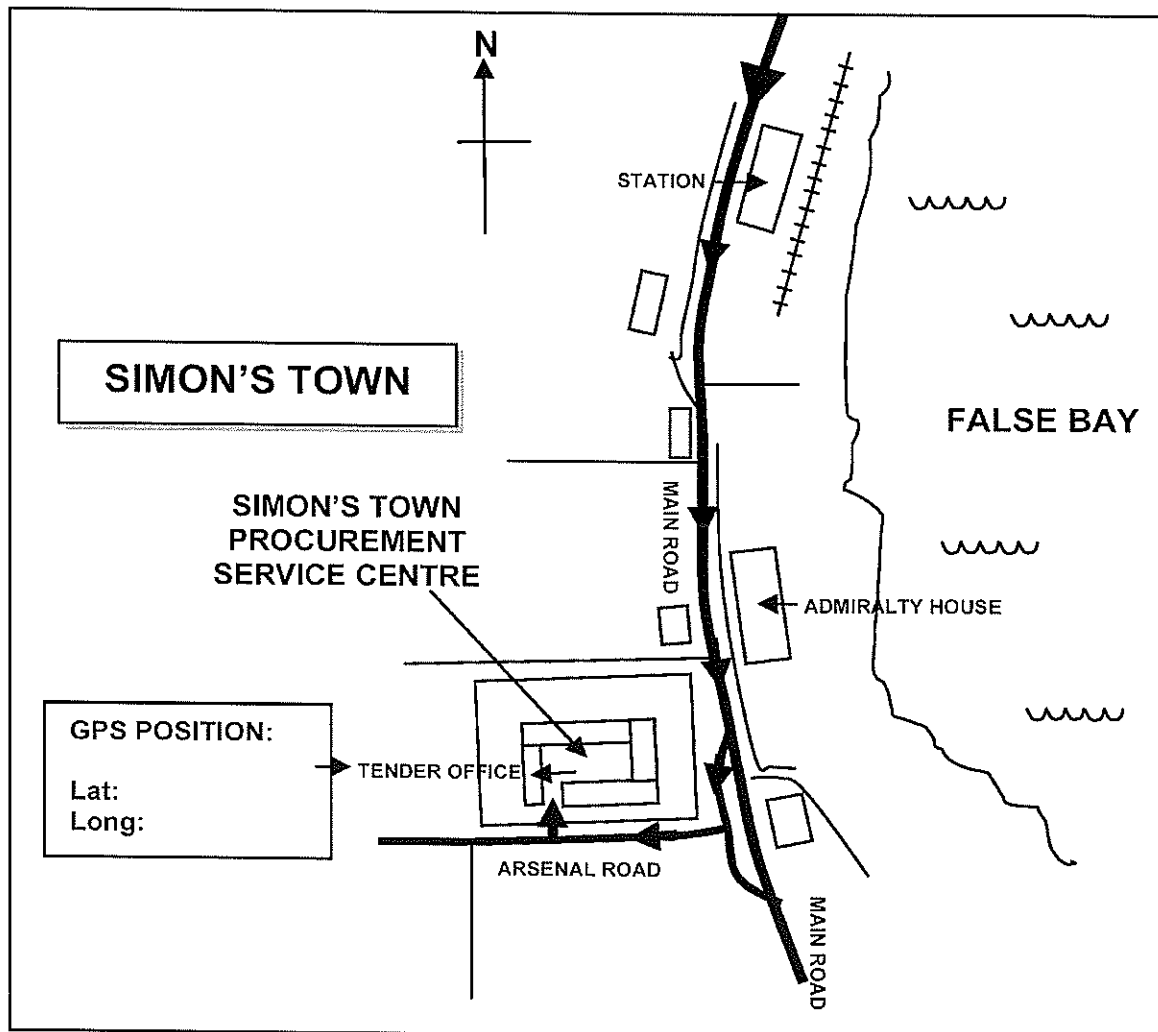 N
STATION
SIMON'S TOWN
FALSE BAY
SIMON'S TOWN
PROCUREMENT
SERVICE CENTRE
MAIN ROAD
ADMIRALTY HOUSE
GPS POSITION:
Lat:
Long:
TENDER OFFICE
ARSENAL ROAD
MAIN ROAD